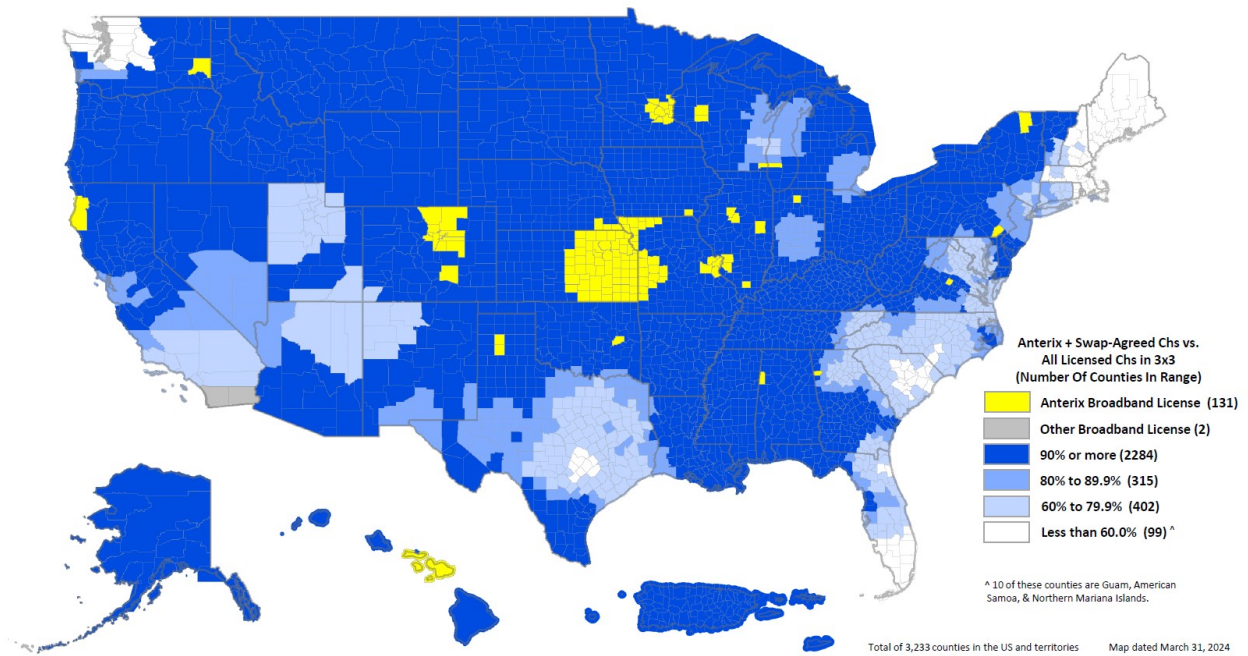 Anterix + Swap-Agreed Chs vs.
All Licensed Chs in 3x3
(Number Of Counties In Range)
Anterix Broadband License (131)
Other Broadband License (2)
90% or more (2284)
80% to 89.9% (315)
60% to 79.9% (402)
Less than 60.0% (99) ^
^ 10 of these counties are Guam, American
Samoa, & Northern Mariana Islands.
Total of 3,233 counties in the US and territories Map dated March 31, 2024